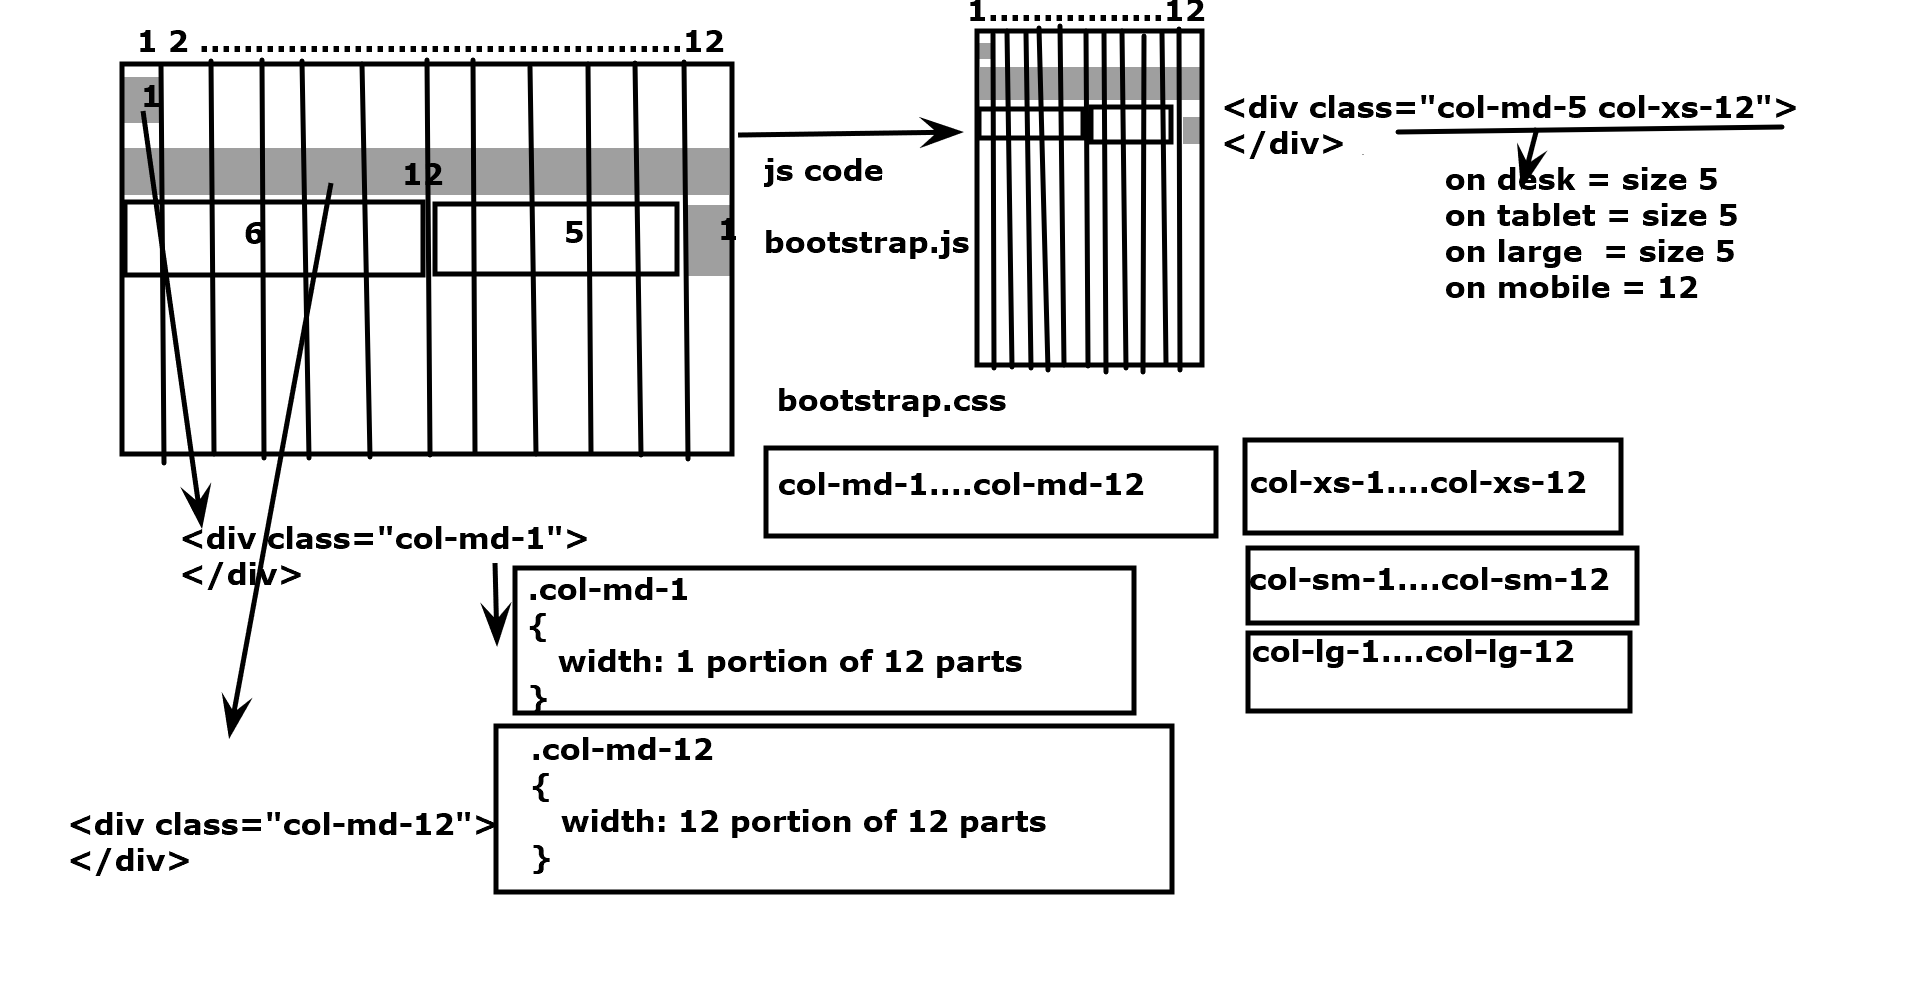 1 2 ..................................................12
1
12
6
5
1
js code
bootstrap.js
1................12
<div class="col-md-5 col-xs-12">
</div>
on desk = size 5
on tablet = size 5
on large  = size 5
on mobile = 12
bootstrap.css
col-md-1....col-md-12
col-xs-1....col-xs-12
col-sm-1....col-sm-12
col-lg-1....col-lg-12
<div class="col-md-1">
</div>
.col-md-1
{
width: 1 portion of 12 parts
}
.col-md-12
{
width: 12 portion of 12 parts
}
<div class="col-md-12">
</div>